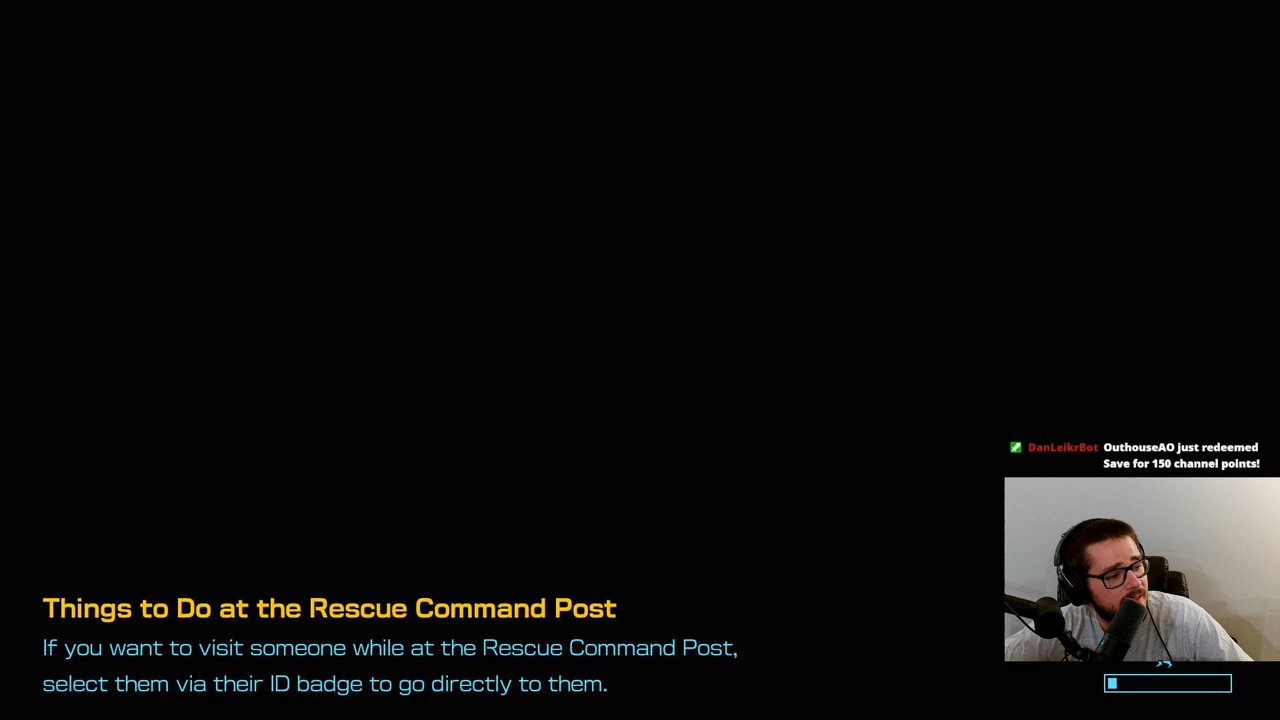 DanLeikrBot OuthouseAO just redeemed
Save for 150 channel points!
Things to Do at the Rescue Command Post
If you want to visit someone while at the Rescue Command Post,
select them via their ID badge to go directly to them.